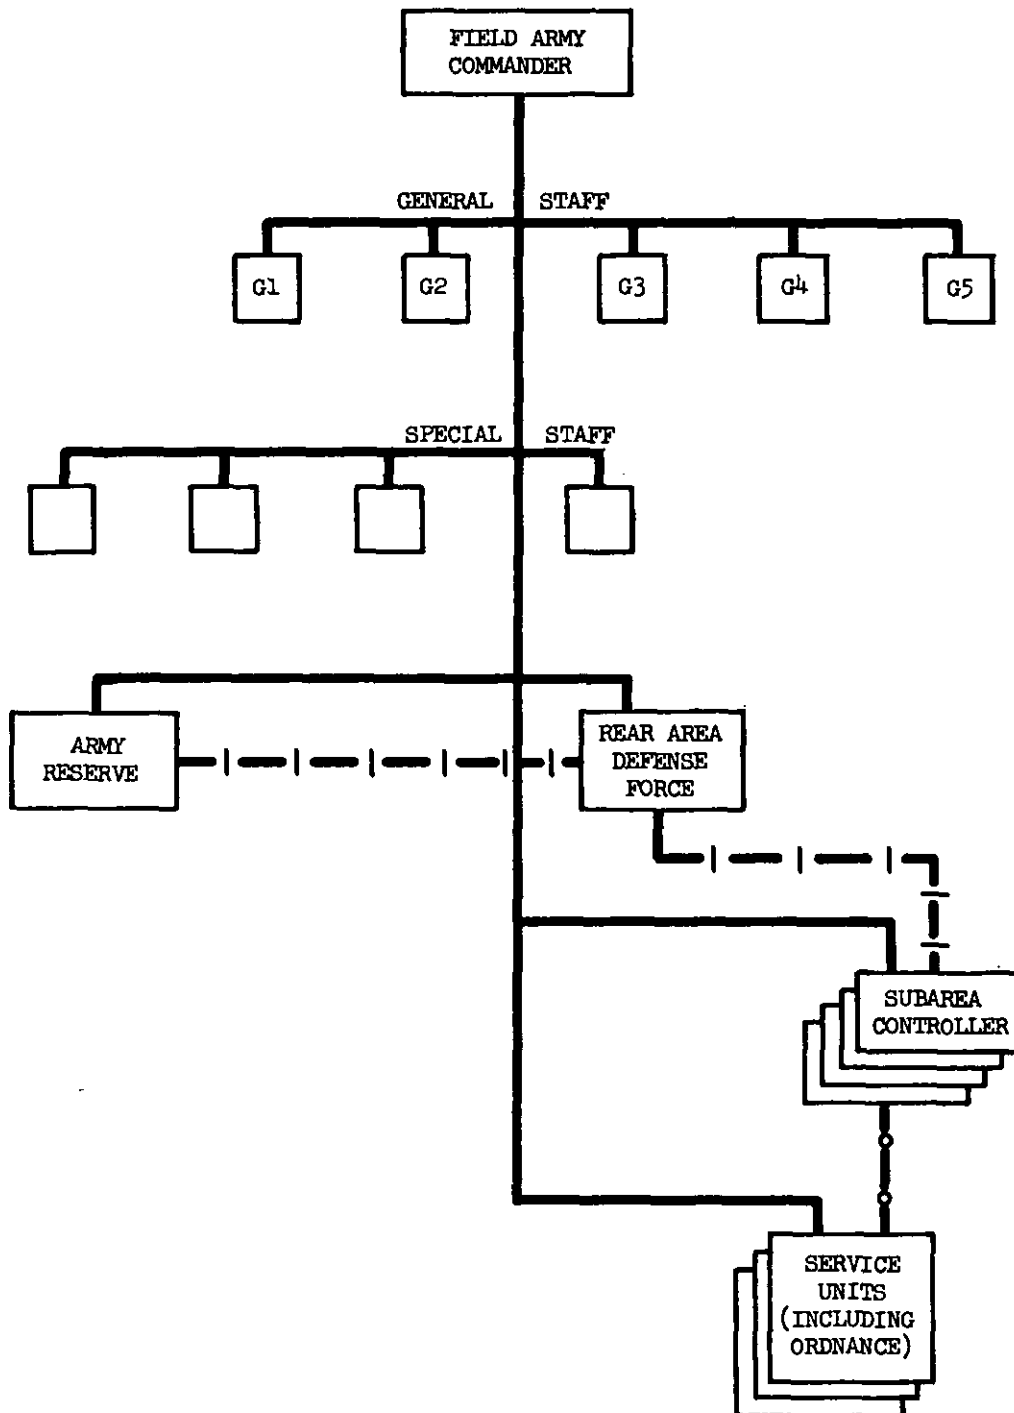 FIELD ARMY
COMMANDER
GENERAL STAFF
G1 G2 G3 G4 G5
SPECIAL STAFF
ARMY
RESERVE
REAR AREA
DEFENSE
FORCE
SUBAREA
CONTROLLER
SERVICE
UNITS
(INCLUDING
ORDNANCE)